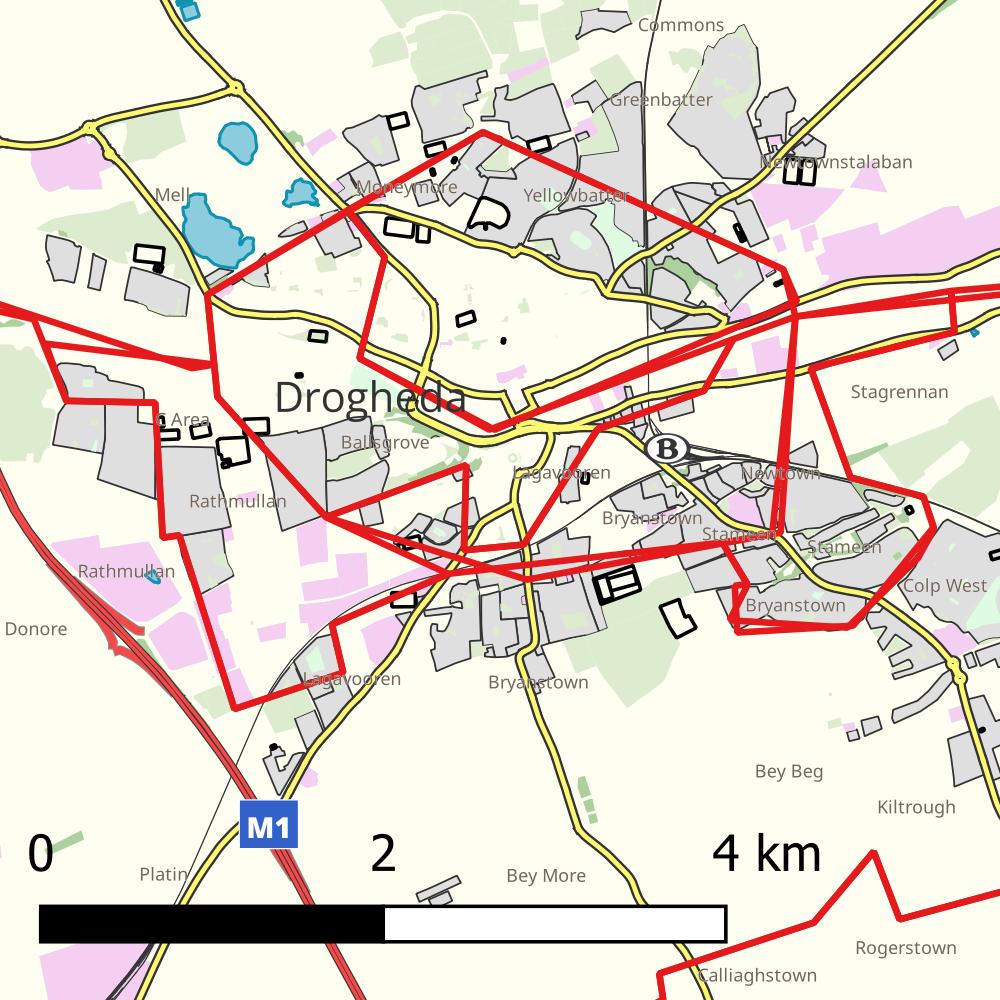 Commons
Greenbatter
Newtownstalaban
Moneymore
Mell
Yellowbatter
Drogheda
Stagrennan
C Area
Ballsgrove
B
Lagavooren
Newtown
Rathmullan
Bryanstown
Stameen
Stameen
Rathmullan
Colp West
Bryanstown
Donore
Lagavooren
Bryanstown
Bey Beg
Kiltrough
M1
0
2
4 km
Platin
Bey More
Rogerstown
Calliaghstown